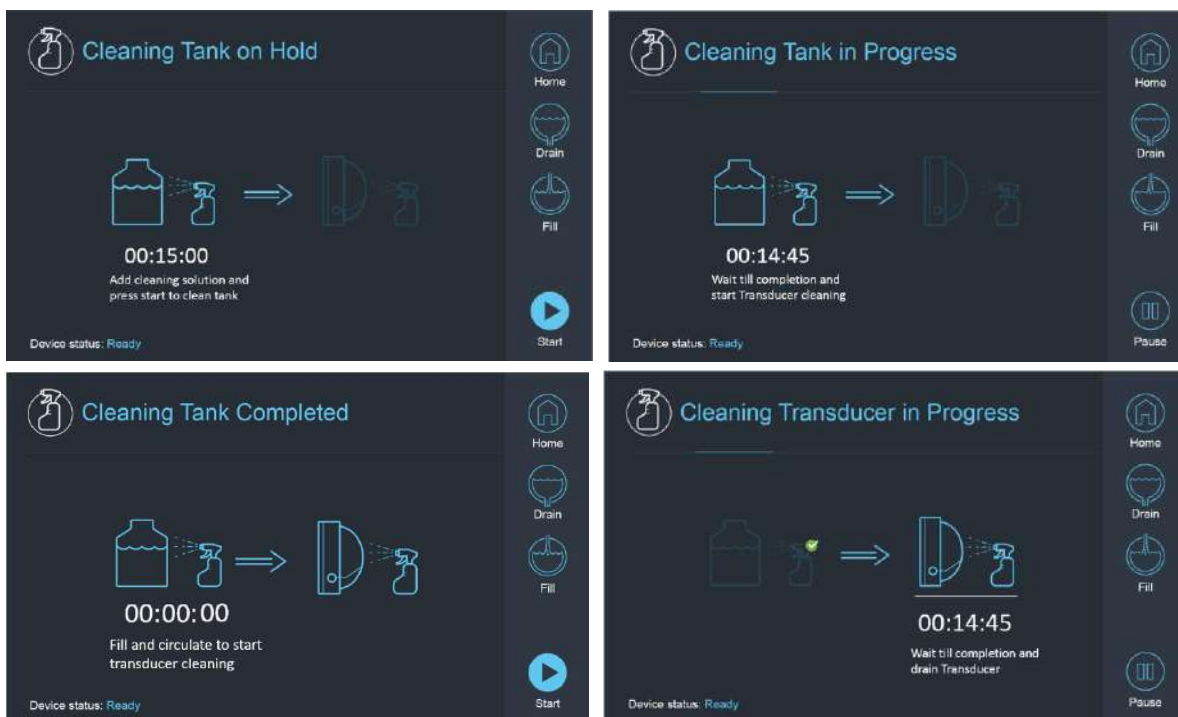 Cleaning Tank on Hold
Home
Drain
Fill
00:15:00
Add cleaning solution and
press start to clean tank
Start
Device status: Ready
Cleaning Tank in Progress
Home
Drain
Fill
00:14:45
Wait till completion and
start Transducer cleaning
Pause
Device status: Ready
Cleaning Tank Completed
Home
Drain
Fill
00:00:00
Fill and circulate to start
transducer cleaning
Start
Device status: Ready
Cleaning Transducer in Progress
Home
Drain
Fill
00:14:45
Wait till completion and
drain Transducer
Pause
Device status: Ready